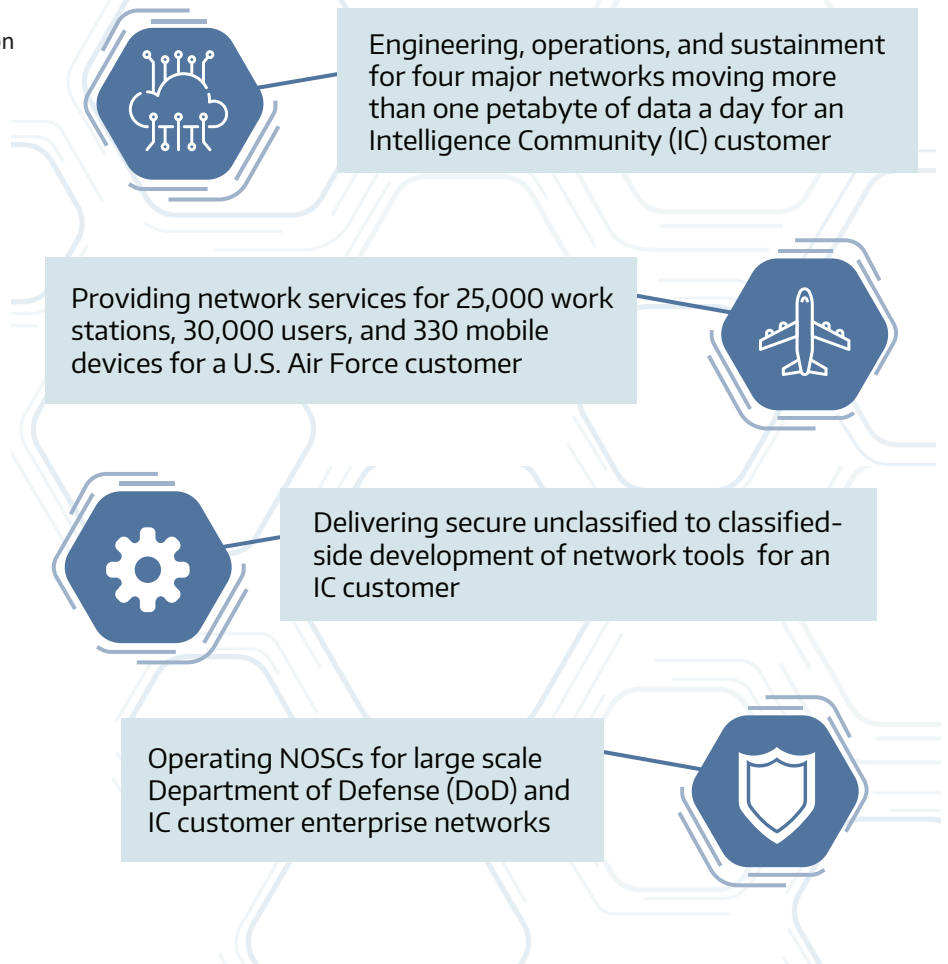 on
Engineering, operations, and sustainment
for four major networks moving more
than one petabyte of data a day for an
Intelligence Community (IC) customer
Providing network services for 25,000 work
stations, 30,000 users, and 330 mobile
devices for a U.S. Air Force customer
Delivering secure unclassified to classified-
side development of network tools  for an
IC customer
Operating NOSCs for large scale
Department of Defense (DoD) and
IC customer enterprise networks